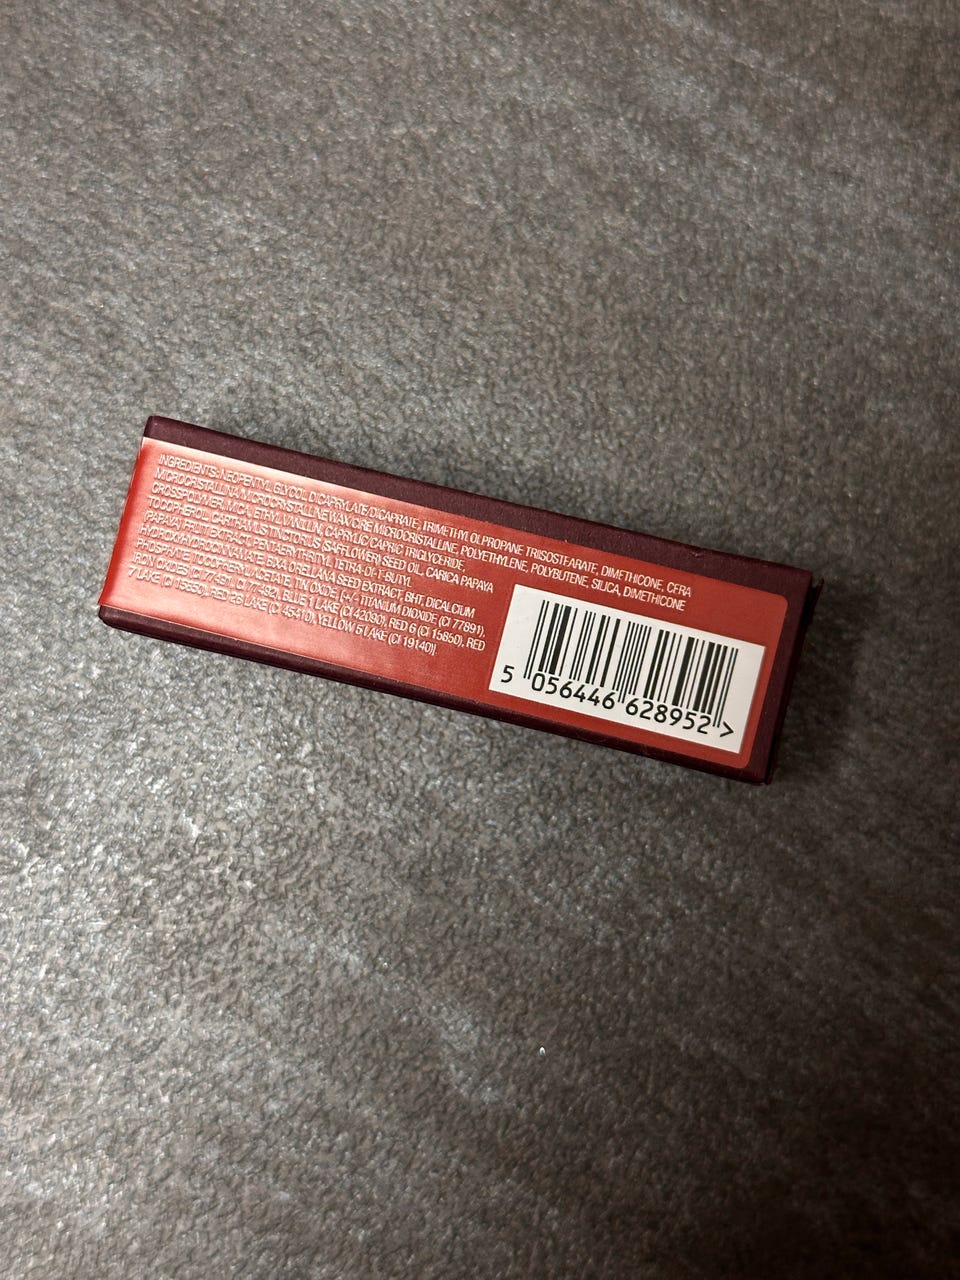 INGREDIENTS: NEOPENTYL GLYCOL DICAPRYLATE/DICAPRATE, TRIMETHYLOLPROPANE TRIISOSTEARATE, DIMETHICONE, CERA
MICROCRISTALLINA/MICROCRYSTALLINE WAX/CIRE MICROCRISTALLINE, POLYETHYLENE, POLYBUTENE, SILICA, DIMETHICONE
CROSSPOLYMER, MICA, ETHYL VANILLIN, CAPRYLIC CAPRIC TRIGLYCERIDE,
TOCOPHEROL, CARTHAMUS TINCTORIUS (SAFFLOWER) SEED OIL, CARICA PAPAYA
(PAPAYA) FRUIT EXTRACT, PENTAERYTHRITYL TETRA-DI-T-BUTYL
HYDROXYHYDROCINNAMATE, BIXA ORELLANA SEED EXTRACT, BHT, DICALCIUM
PHOSPHATE, TOCOPHERYL ACETATE, TIN OXIDE, [+/- TITANIUM DIOXIDE (CI 77891),
IRON OXIDES (CI 77491, CI 77492), BLUE 1 LAKE (CI 42090), RED 6 (CI 15850), RED
7 LAKE (CI 15850), RED 28 LAKE (CI 45410), YELLOW 5 LAKE (CI 19140)].
5 056446 628952 >